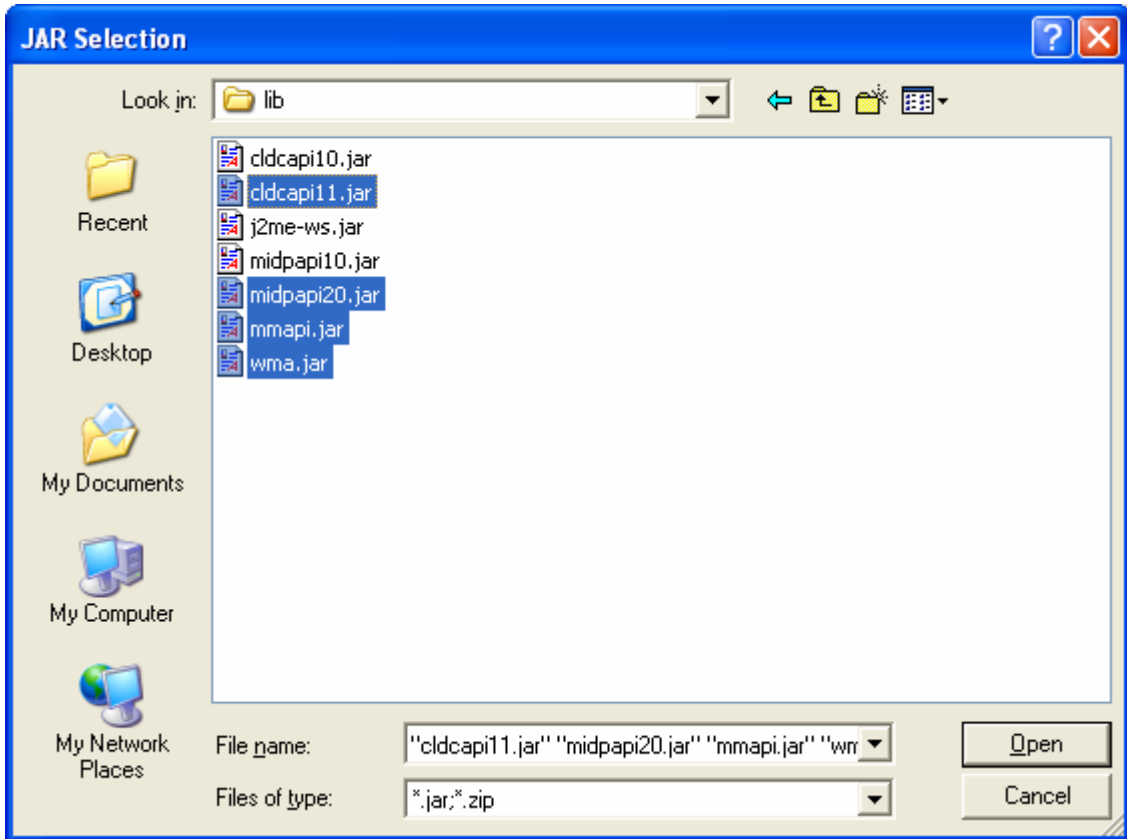 JAR Selection
Look in: lib
cldcapi10.jar
cldcapi11.jar
j2me-ws.jar
midpapi10.jar
midpapi20.jar
mmapi.jar
wma.jar
Recent
Desktop
My Documents
My Computer
My Network
Places
File name: "cldcapi11.jar" "midpapi20.jar" "mmapi.jar" "wm Open
Files of type: *.jar;*.zip Cancel